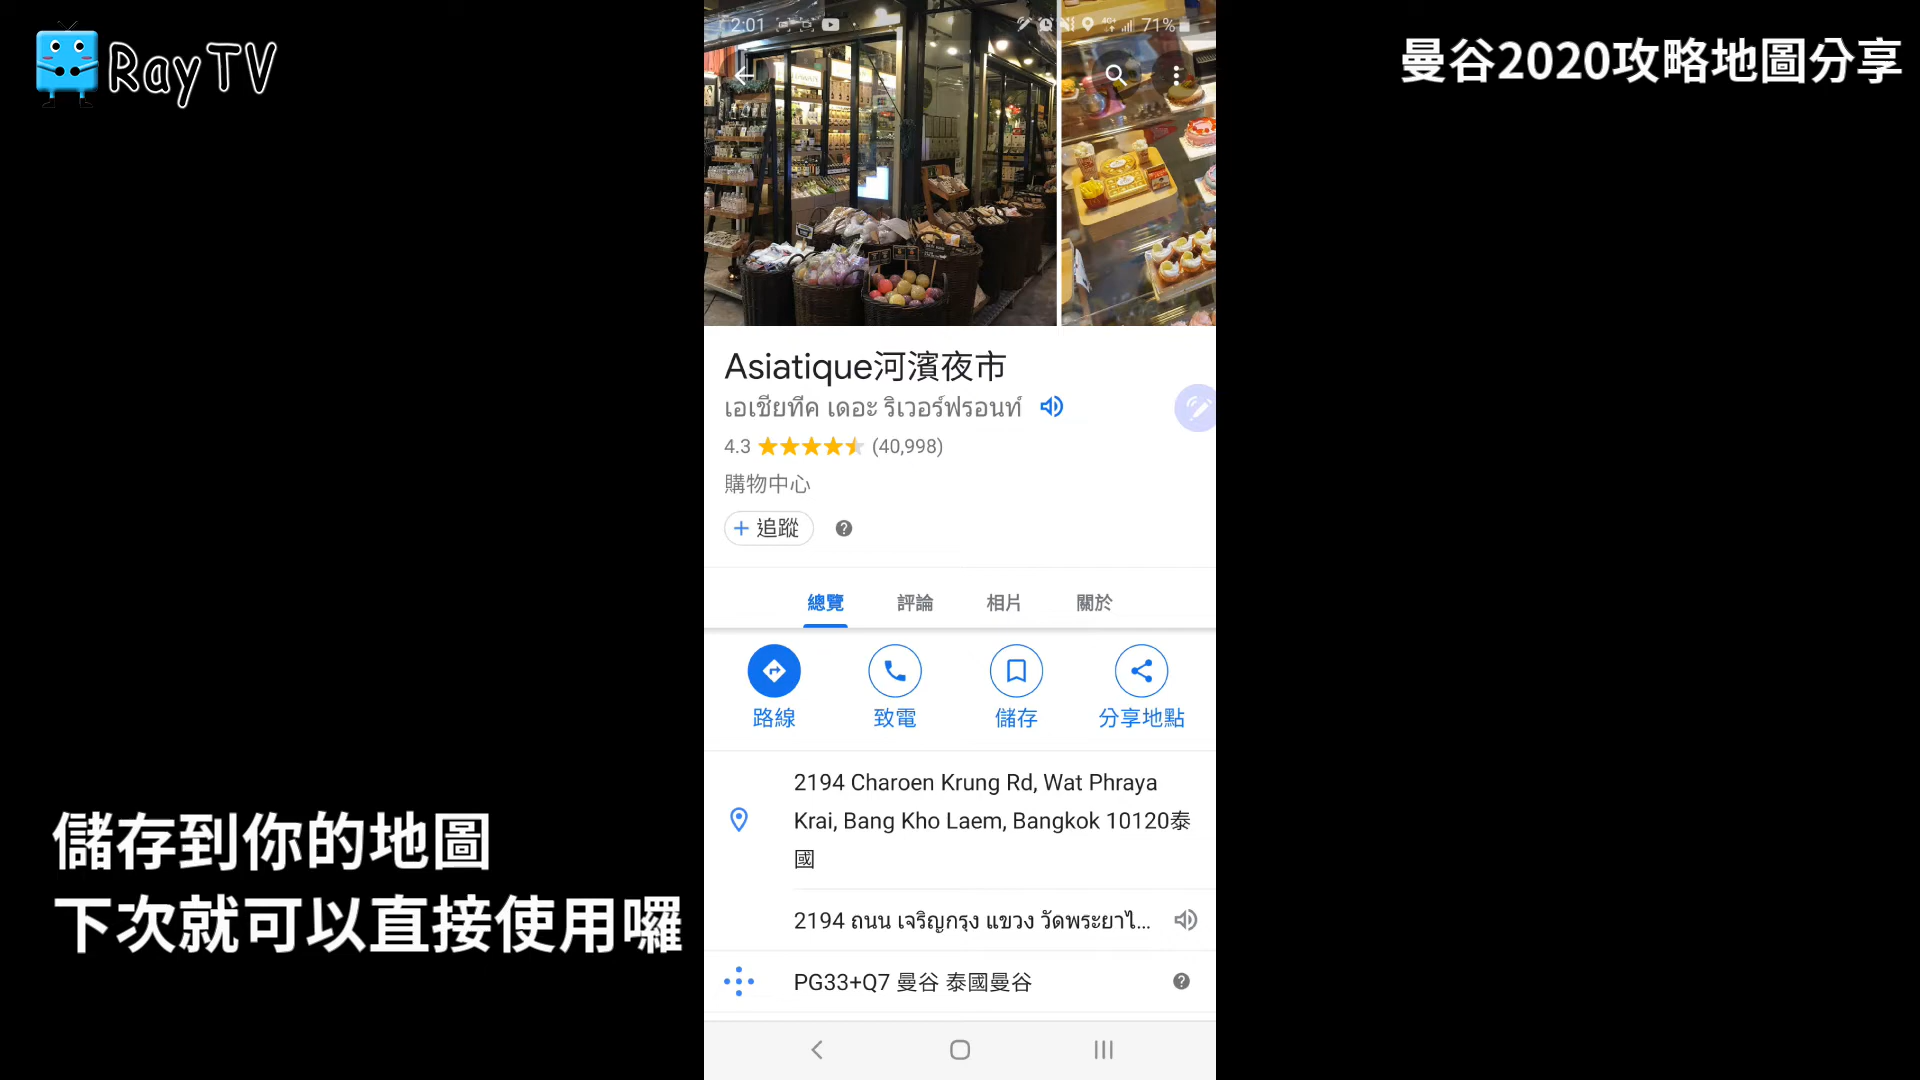 RayTV
曼谷2020攻略地圖分享
2:01
71%
Asiatique河濱夜市
เอเชียทีค เดอะ ริเวอร์ฟรอนท์
4.3 (40,998)
購物中心
+ 追蹤
總覽 評論 相片 關於
路線 致電 儲存 分享地點
2194 Charoen Krung Rd, Wat Phraya
Krai, Bang Kho Laem, Bangkok 10120泰
國
2194 ถนน เจริญกรุง แขวง วัดพระยาไ...
PG33+Q7 曼谷 泰國曼谷
儲存到你的地圖
下次就可以直接使用囉